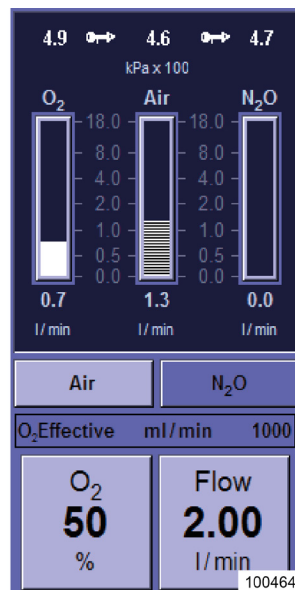 4.9 4.6 4.7
kPa x 100
O₂ Air N₂O
18.0 18.0
8.0 8.0
4.0 4.0
2.0 2.0
1.0 1.0
0.5 0.5
0.0 0.0
0.7 1.3 0.0
l/min l/min l/min
Air N₂O
O₂Effective ml/min 1000
O₂ Flow
50 2.00
% l/min
100464